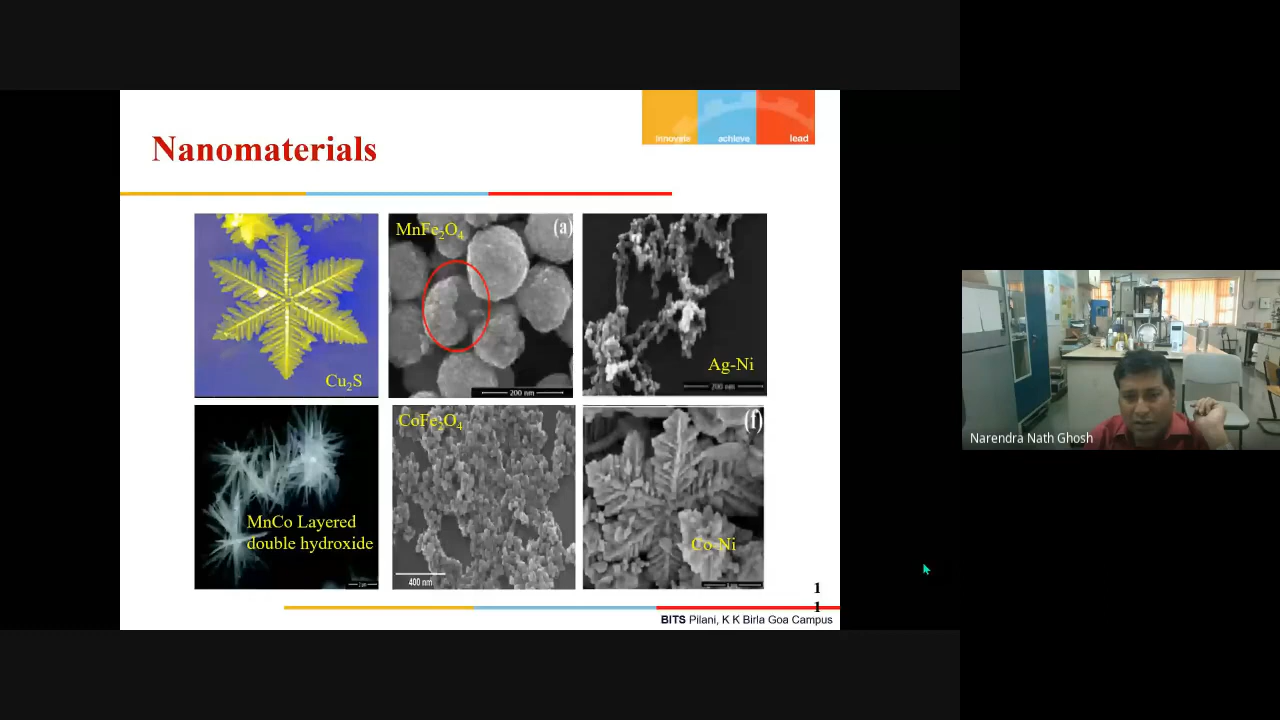 innovate achieve lead
Nanomaterials
MnFe₂O₄
(a)
Cu₂S
200 nm
Ag-Ni
200 nm
MnCo Layered
double hydroxide
CoFe₂O₄
400 nm
(f)
Co-Ni
1
1
BITS Pilani, K K Birla Goa Campus
Narendra Nath Ghosh